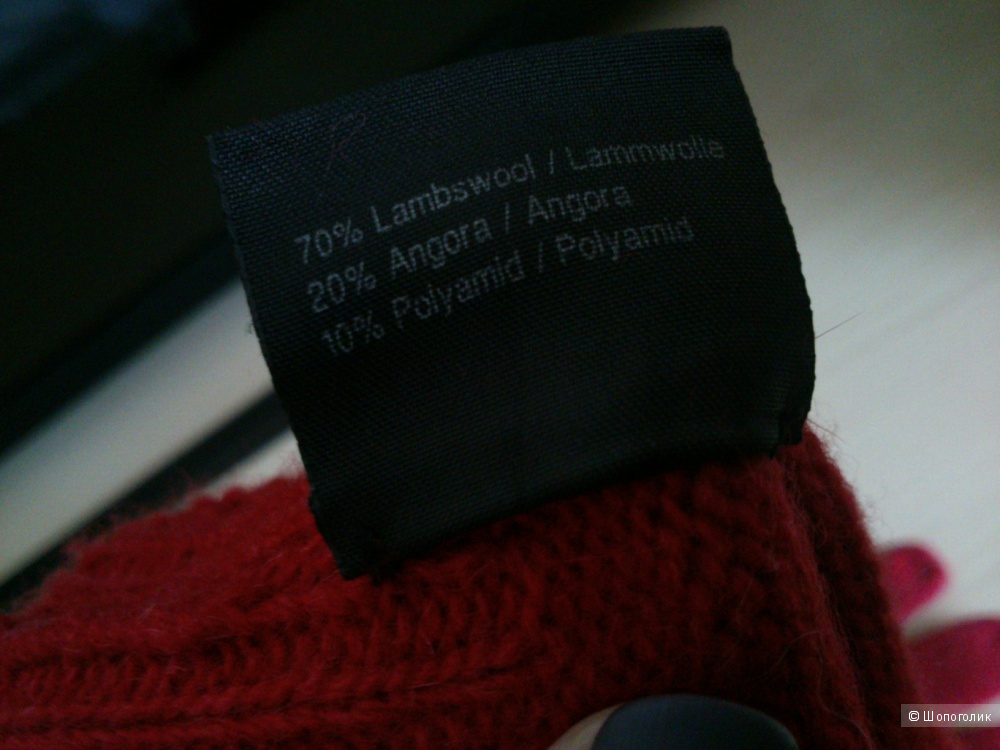 70% Lambswool / Lammwolle
20% Angora / Angora
10% Polyamid / Polyamid
© Шопоголик